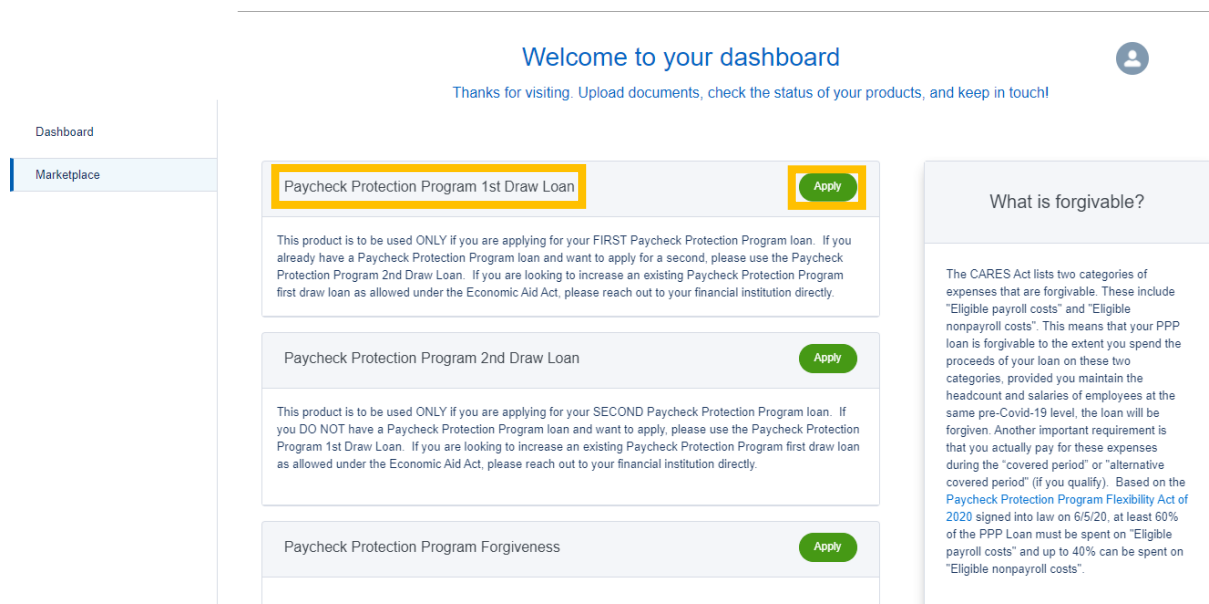 Welcome to your dashboard
Thanks for visiting. Upload documents, check the status of your products, and keep in touch!
Dashboard
Marketplace
Paycheck Protection Program 1st Draw Loan
Apply
This product is to be used ONLY if you are applying for your FIRST Paycheck Protection Program loan. If you
already have a Paycheck Protection Program loan and want to apply for a second, please use the Paycheck
Protection Program 2nd Draw Loan. If you are looking to increase an existing Paycheck Protection Program
first draw loan as allowed under the Economic Aid Act, please reach out to your financial institution directly.
Paycheck Protection Program 2nd Draw Loan
Apply
This product is to be used ONLY if you are applying for your SECOND Paycheck Protection Program loan. If
you DO NOT have a Paycheck Protection Program loan and want to apply, please use the Paycheck Protection
Program 1st Draw Loan. If you are looking to increase an existing Paycheck Protection Program first draw loan
as allowed under the Economic Aid Act, please reach out to your financial institution directly.
Paycheck Protection Program Forgiveness
Apply
What is forgivable?
The CARES Act lists two categories of
expenses that are forgivable. These include
"Eligible payroll costs" and "Eligible
nonpayroll costs". This means that your PPP
loan is forgivable to the extent you spend the
proceeds of your loan on these two
categories, provided you maintain the
headcount and salaries of employees at the
same pre-Covid-19 level, the loan will be
forgiven. Another important requirement is
that you actually pay for these expenses
during the “covered period” or "alternative
covered period" (if you qualify). Based on the
Paycheck Protection Program Flexibility Act of
2020 signed into law on 6/5/20, at least 60%
of the PPP Loan must be spent on "Eligible
payroll costs" and up to 40% can be spent on
"Eligible nonpayroll costs".